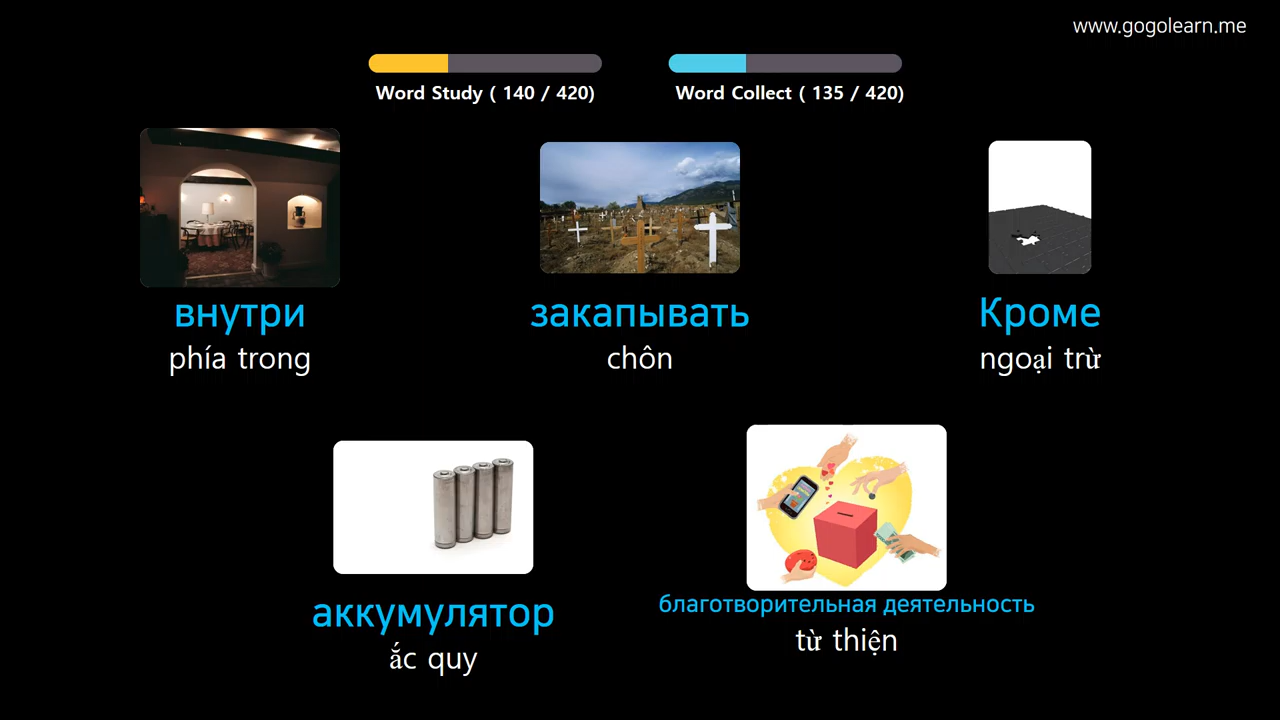 www.gogolearn.me
Word Study ( 140 / 420)
Word Collect ( 135 / 420)
внутри
phía trong
закапывать
chôn
Кроме
ngoại trừ
аккумулятор
ắc quy
благотворительная деятельность
từ thiện